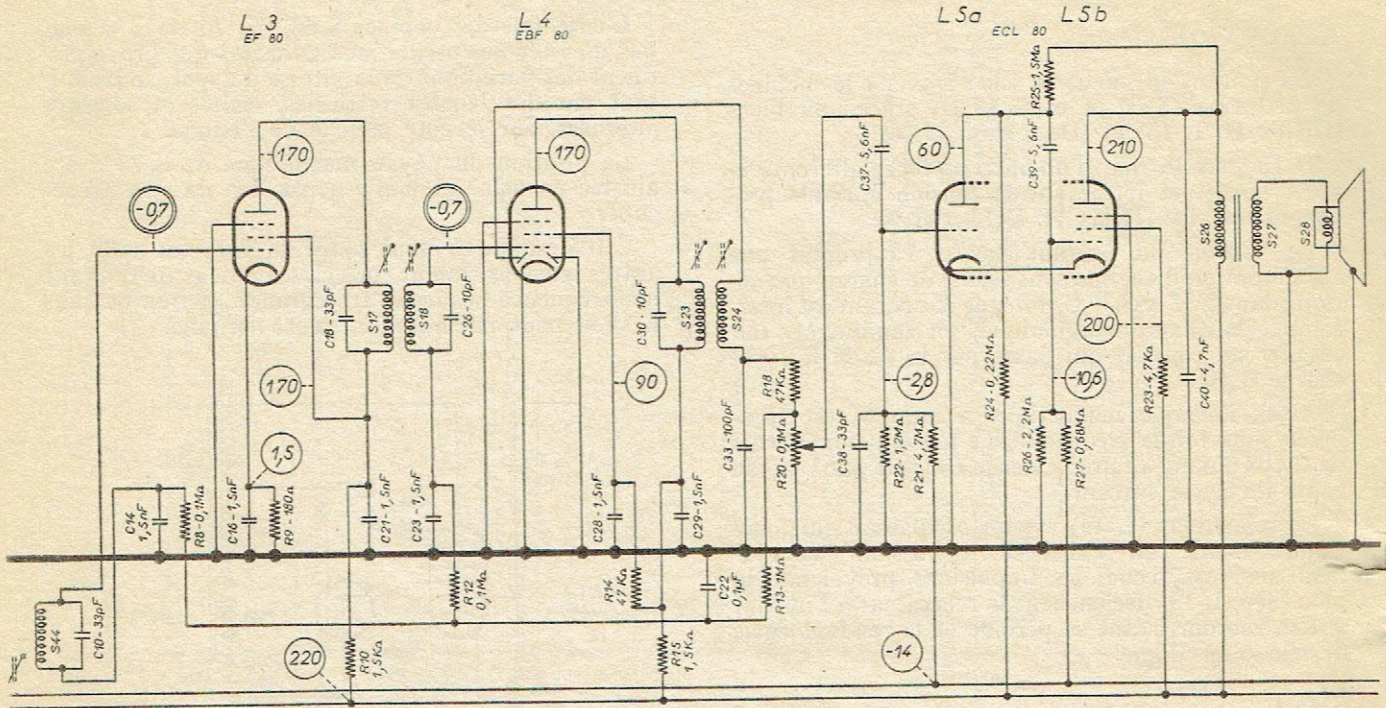 L 3
EF 80
L 4
EBF 80
L5a
L5b
ECL 80
R25-1,5MΩ
170
170
60
210
C37-5,6nF
C39-5,6nF
-0,7
-0,7
S26
S27
S28
C18-33pF
S17
S18
C26-10pF
C30-10pF
S23
S24
200
170
90
-2,8
-10,6
R18
47KΩ
R24-0,22MΩ
R23-4,7KΩ
C40-4,7nF
C33-100pF
R20-0,1MΩ
C38-33pF
R22-1,2MΩ
R21-4,7MΩ
R26-2,2MΩ
R27-0,68MΩ
1,5
C14
1,5nF
R8-0,1MΩ
C16-1,5nF
R9-180Ω
C21-1,5nF
C23-1,5nF
C28-1,5nF
C29-1,5nF
S44
C10-33pF
R12
0,1MΩ
R14
47KΩ
C22
0,1µF
R13-1MΩ
220
R10
1,5KΩ
R15
1,5KΩ
-14